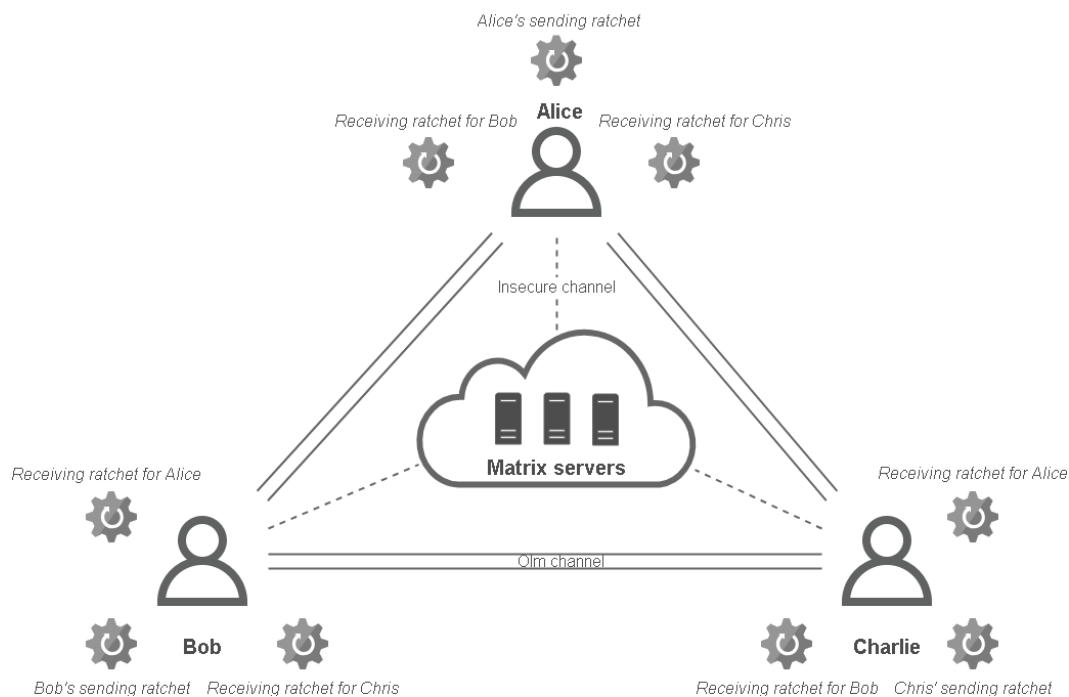 Alice's sending ratchet
Alice
Receiving ratchet for Bob
Receiving ratchet for Chris
Insecure channel
Matrix servers
Receiving ratchet for Alice
Receiving ratchet for Alice
Olm channel
Bob
Charlie
Bob's sending ratchet
Receiving ratchet for Chris
Receiving ratchet for Bob
Chris' sending ratchet